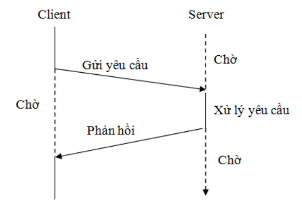 Client
Server
Gửi yêu cầu
Chờ
Chờ
Xử lý yêu cầu
Phản hồi
Chờ